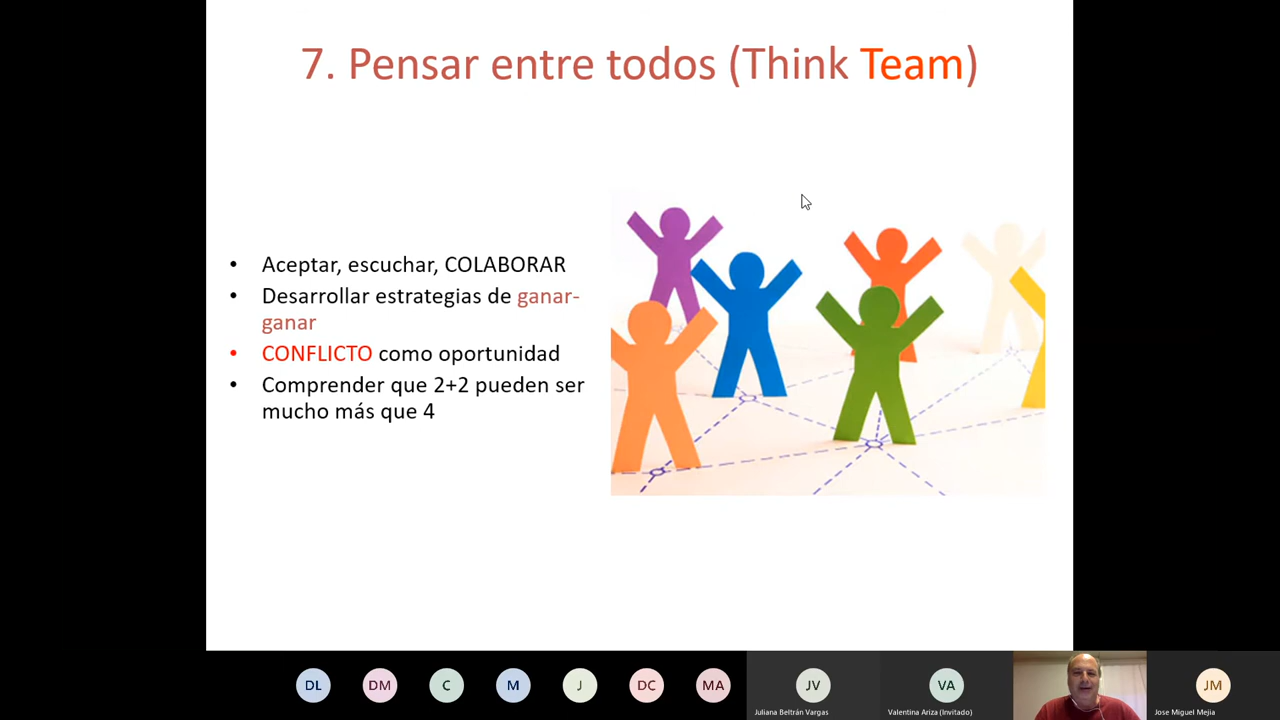 7. Pensar entre todos (Think Team)
• Aceptar, escuchar, COLABORAR
• Desarrollar estrategias de ganar-
ganar
• CONFLICTO como oportunidad
• Comprender que 2+2 pueden ser
mucho más que 4
DL
DM
C
M
J
DC
MA
JV
VA
JM
Juliana Beltrán Vargas
Valentina Ariza (Invitado)
Jose Miguel Mejia